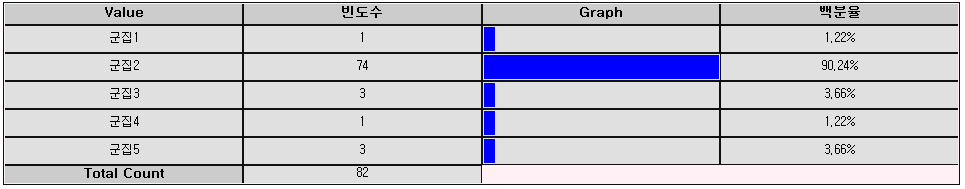 Value 빈도수 Graph 백분율
군집1 1 1,22%
군집2 74 90,24%
군집3 3 3,66%
군집4 1 1,22%
군집5 3 3,66%
Total Count 82